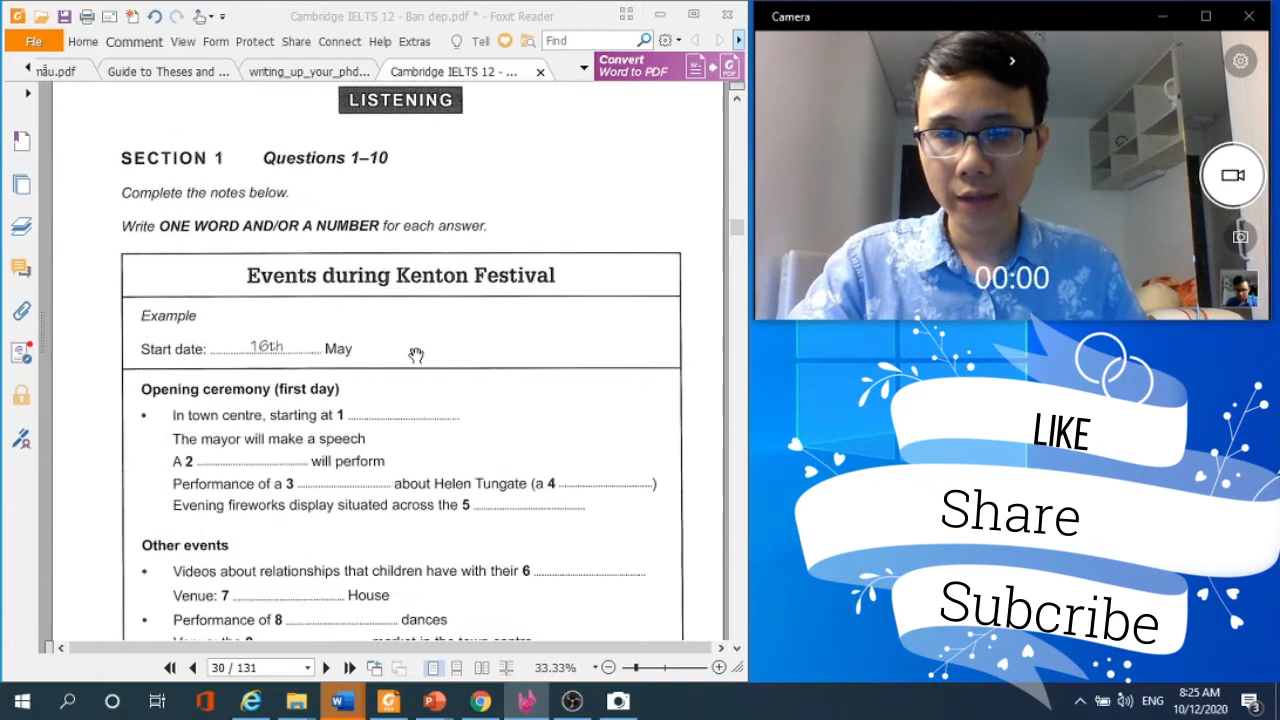 Cambridge IELTS 12 - Ban dep.pdf * - Foxit Reader
File Home Comment View Form Protect Share Connect Help Extras Tell Find
mẫu.pdf Guide to Theses and ... writing_up_your_phd... Cambridge IELTS 12 - ...
Convert
Word to PDF
LISTENING
SECTION 1 Questions 1–10
Complete the notes below.
Write ONE WORD AND/OR A NUMBER for each answer.
Events during Kenton Festival
Example
Start date: 16th May
Opening ceremony (first day)
• In town centre, starting at 1
The mayor will make a speech
A 2 will perform
Performance of a 3 about Helen Tungate (a 4 )
Evening fireworks display situated across the 5
Other events
• Videos about relationships that children have with their 6
Venue: 7 House
• Performance of 8 dances
30 / 131
33.33%
Camera
00:00
LIKE
Share
Subcribe
ENG
8:25 AM
10/12/2020
3